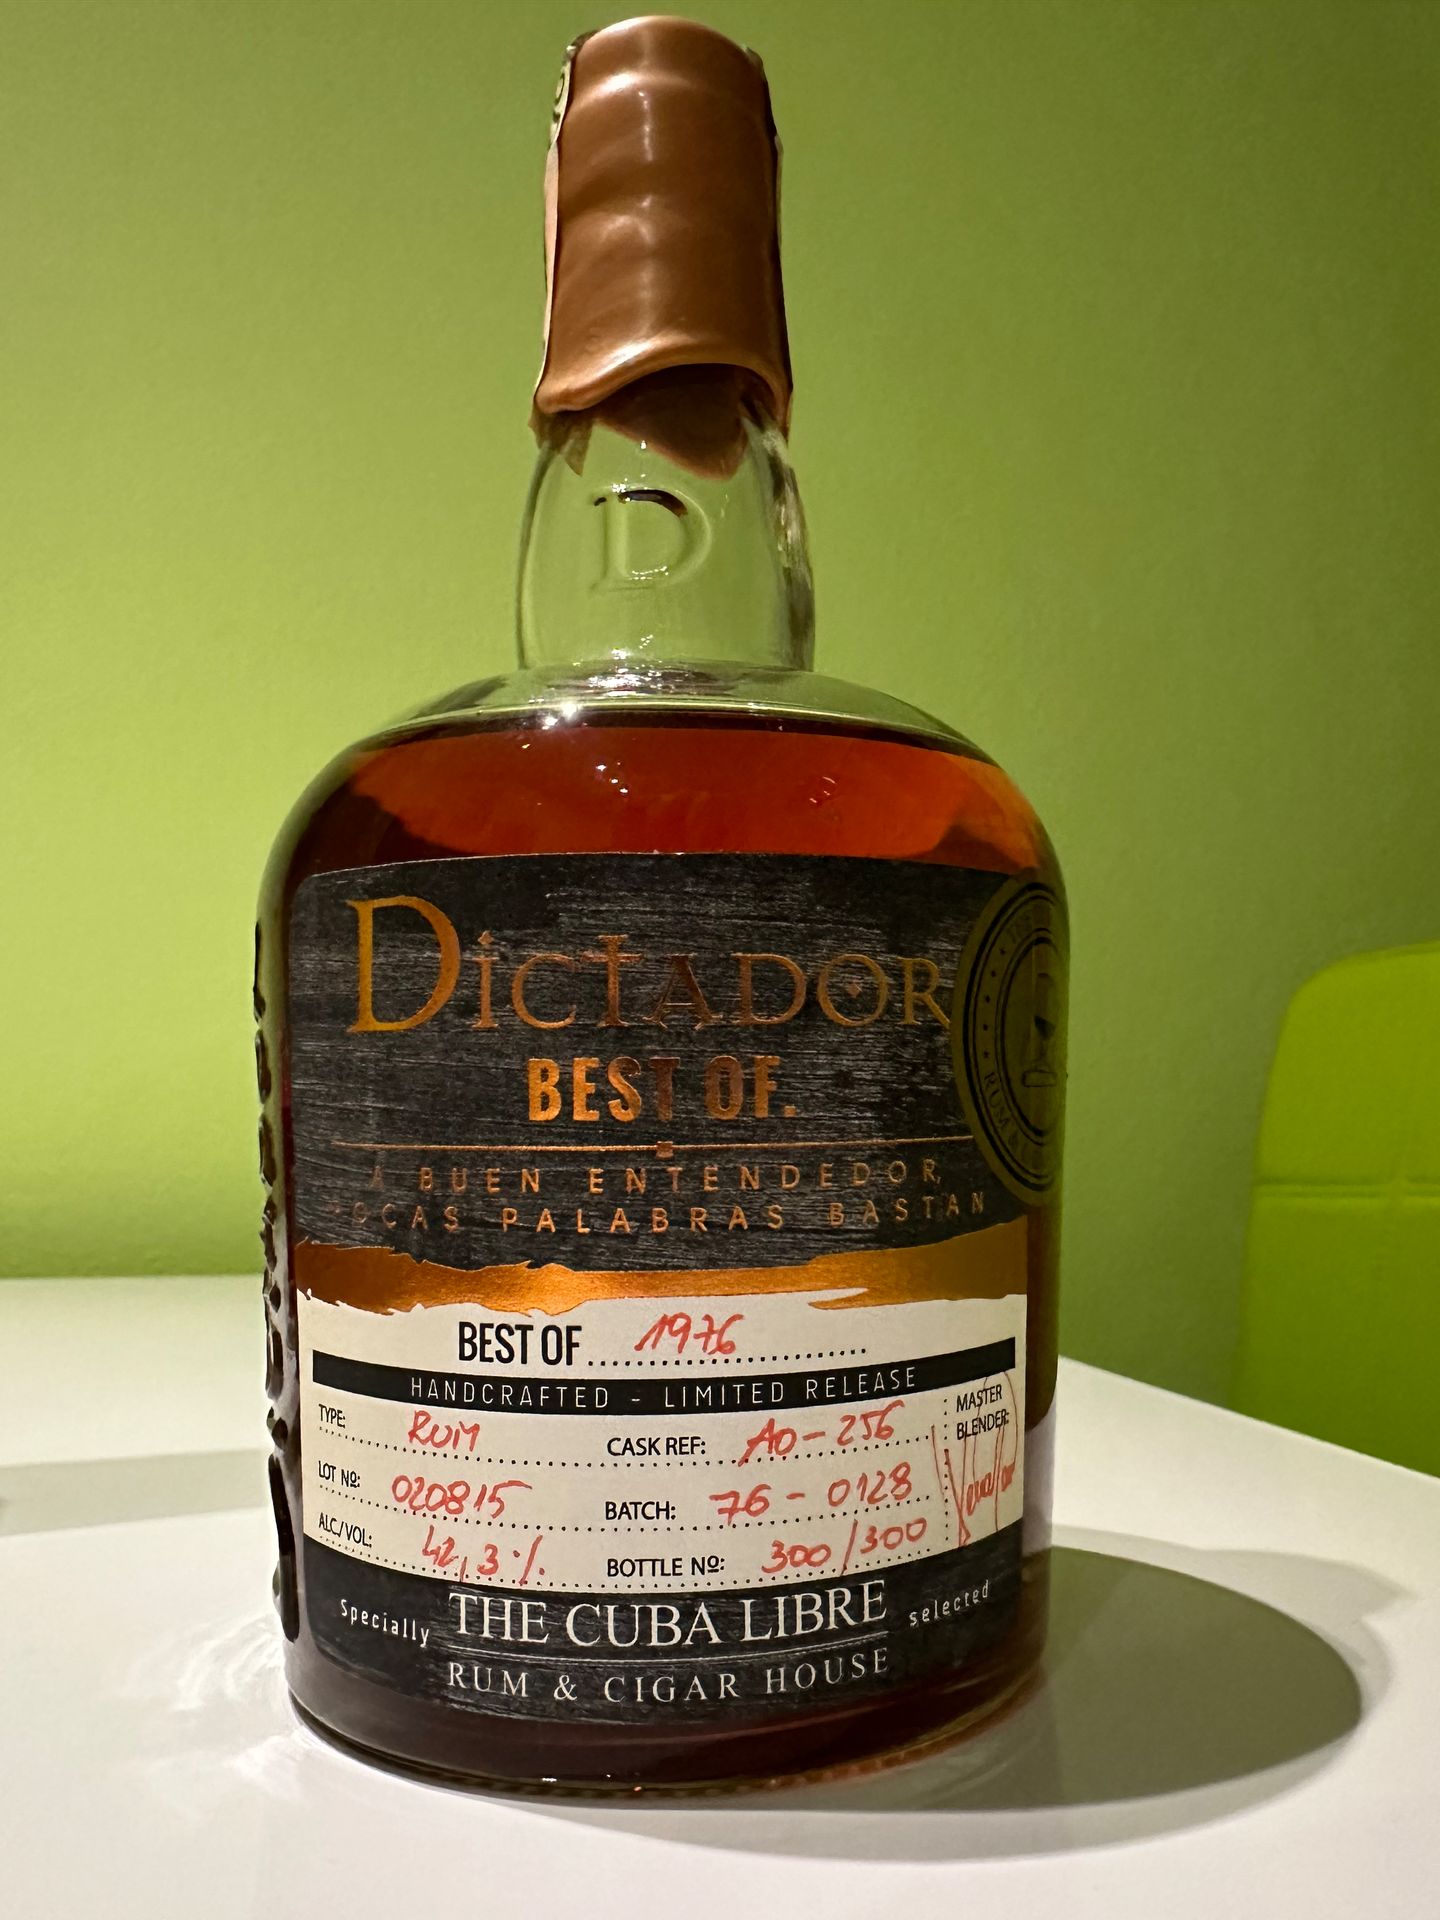 D
DICTADOR
BEST OF.
A BUEN ENTENDEDOR,
POCAS PALABRAS BASTAN
RUM &
BEST OF 1976
HANDCRAFTED - LIMITED RELEASE
TYPE: RUM CASK REF: AO-256 MASTER BLENDER:
LOT Nº: 020815 BATCH: 76-0128
ALC/VOL: 42,3% BOTTLE Nº: 300/300
Specially THE CUBA LIBRE selected
RUM & CIGAR HOUSE